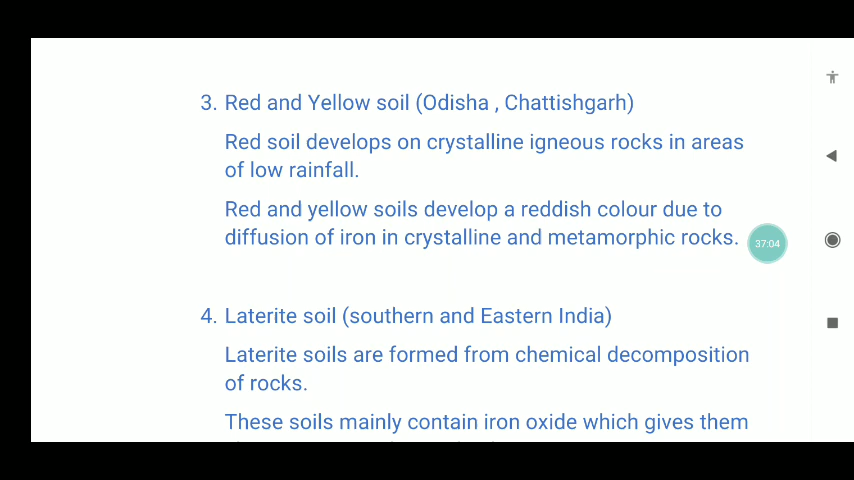 3. Red and Yellow soil (Odisha , Chattishgarh)
Red soil develops on crystalline igneous rocks in areas
of low rainfall.
Red and yellow soils develop a reddish colour due to
diffusion of iron in crystalline and metamorphic rocks.
37:04
4. Laterite soil (southern and Eastern India)
Laterite soils are formed from chemical decomposition
of rocks.
These soils mainly contain iron oxide which gives them